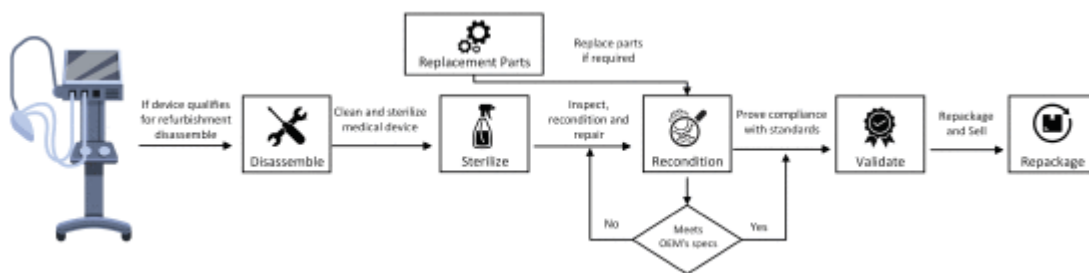 If device qualifies
for refurbishment
disassemble
Disassemble
Clean and sterilize
medical device
Sterilize
Replacement Parts
Replace parts
if required
Inspect,
recondition and
repair
Recondition
Prove compliance
with standards
Validate
Repackage
and Sell
Repackage
No
Meets
OEM's specs
Yes